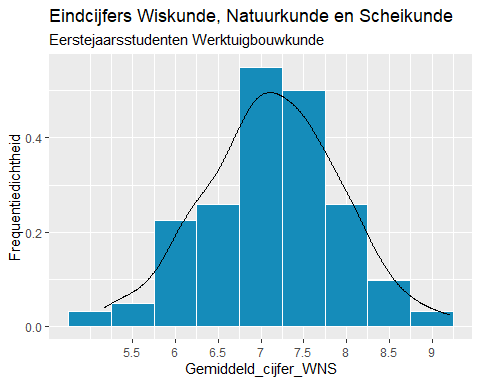 Eindcijfers Wiskunde, Natuurkunde en Scheikunde
Eerstejaarsstudenten Werktuigbouwkunde
Frequentiedichtheid
0.4
0.2
0.0
5.5 6 6.5 7 7.5 8 8.5 9
Gemiddeld_cijfer_WNS